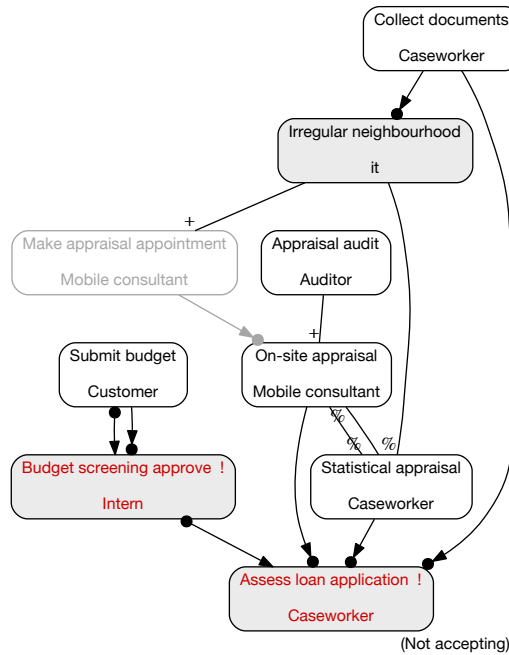 Collect documents
Caseworker
Irregular neighbourhood
it
+
Make appraisal appointment
Mobile consultant
Appraisal audit
Auditor
+
Submit budget
Customer
On-site appraisal
Mobile consultant
%
%
%
Budget screening approve !
Intern
Statistical appraisal
Caseworker
Assess loan application !
Caseworker
(Not accepting)